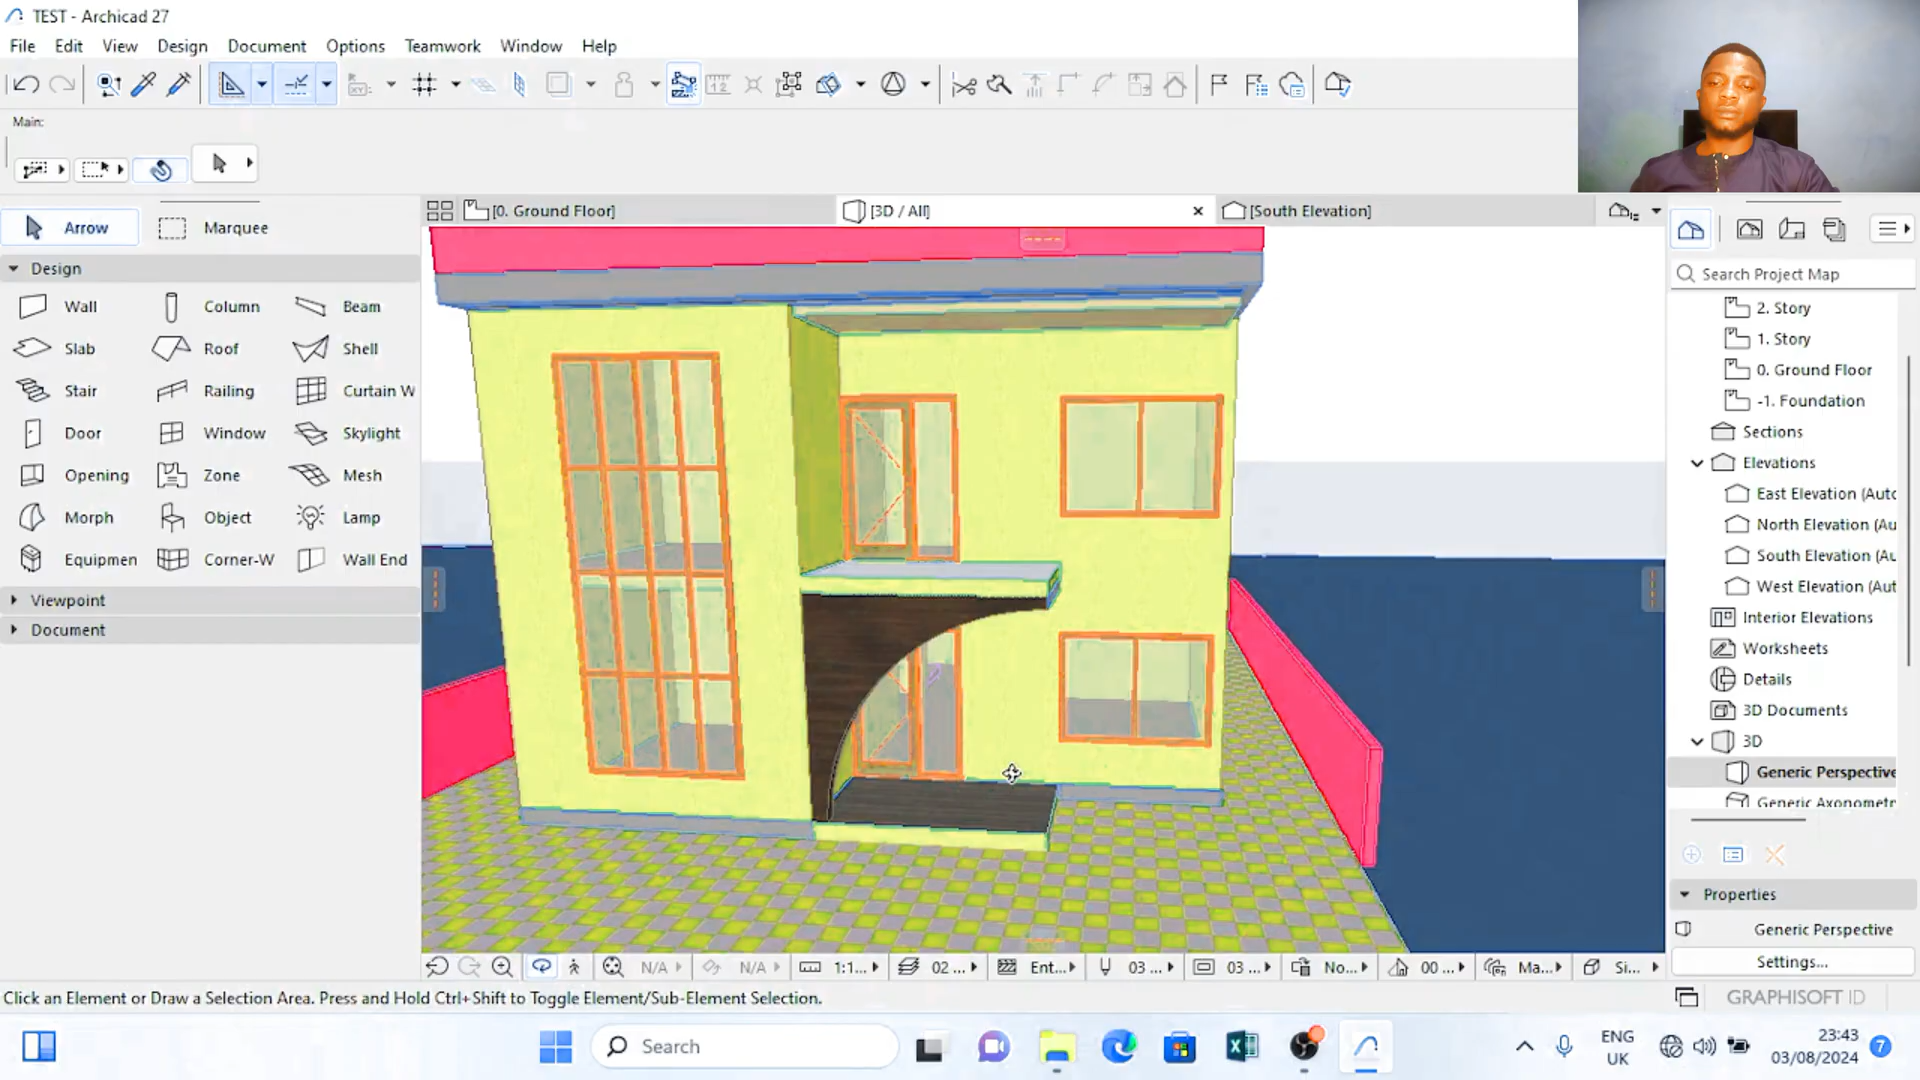 TEST - Archicad 27
File Edit View Design Document Options Teamwork Window Help
Main:
[0. Ground Floor] [3D / All] [South Elevation]
Arrow Marquee
Design
Wall Column Beam
Slab Roof Shell
Stair Railing Curtain W
Door Window Skylight
Opening Zone Mesh
Morph Object Lamp
Equipmen Corner-W Wall End
Viewpoint
Document
Search Project Map
2. Story
1. Story
0. Ground Floor
-1. Foundation
Sections
Elevations
East Elevation (Auto
North Elevation (Au
South Elevation (Au
West Elevation (Aut
Interior Elevations
Worksheets
Details
3D Documents
3D
Generic Perspective
Generic Axonometr
Properties
Generic Perspective
Settings...
N/A N/A 1:1... 02 ... Ent... 03 ... 03 ... No... 00 ... Ma... Si...
Click an Element or Draw a Selection Area. Press and Hold Ctrl+Shift to Toggle Element/Sub-Element Selection.
GRAPHISOFT ID
Search
ENG
UK
23:43
03/08/2024
7